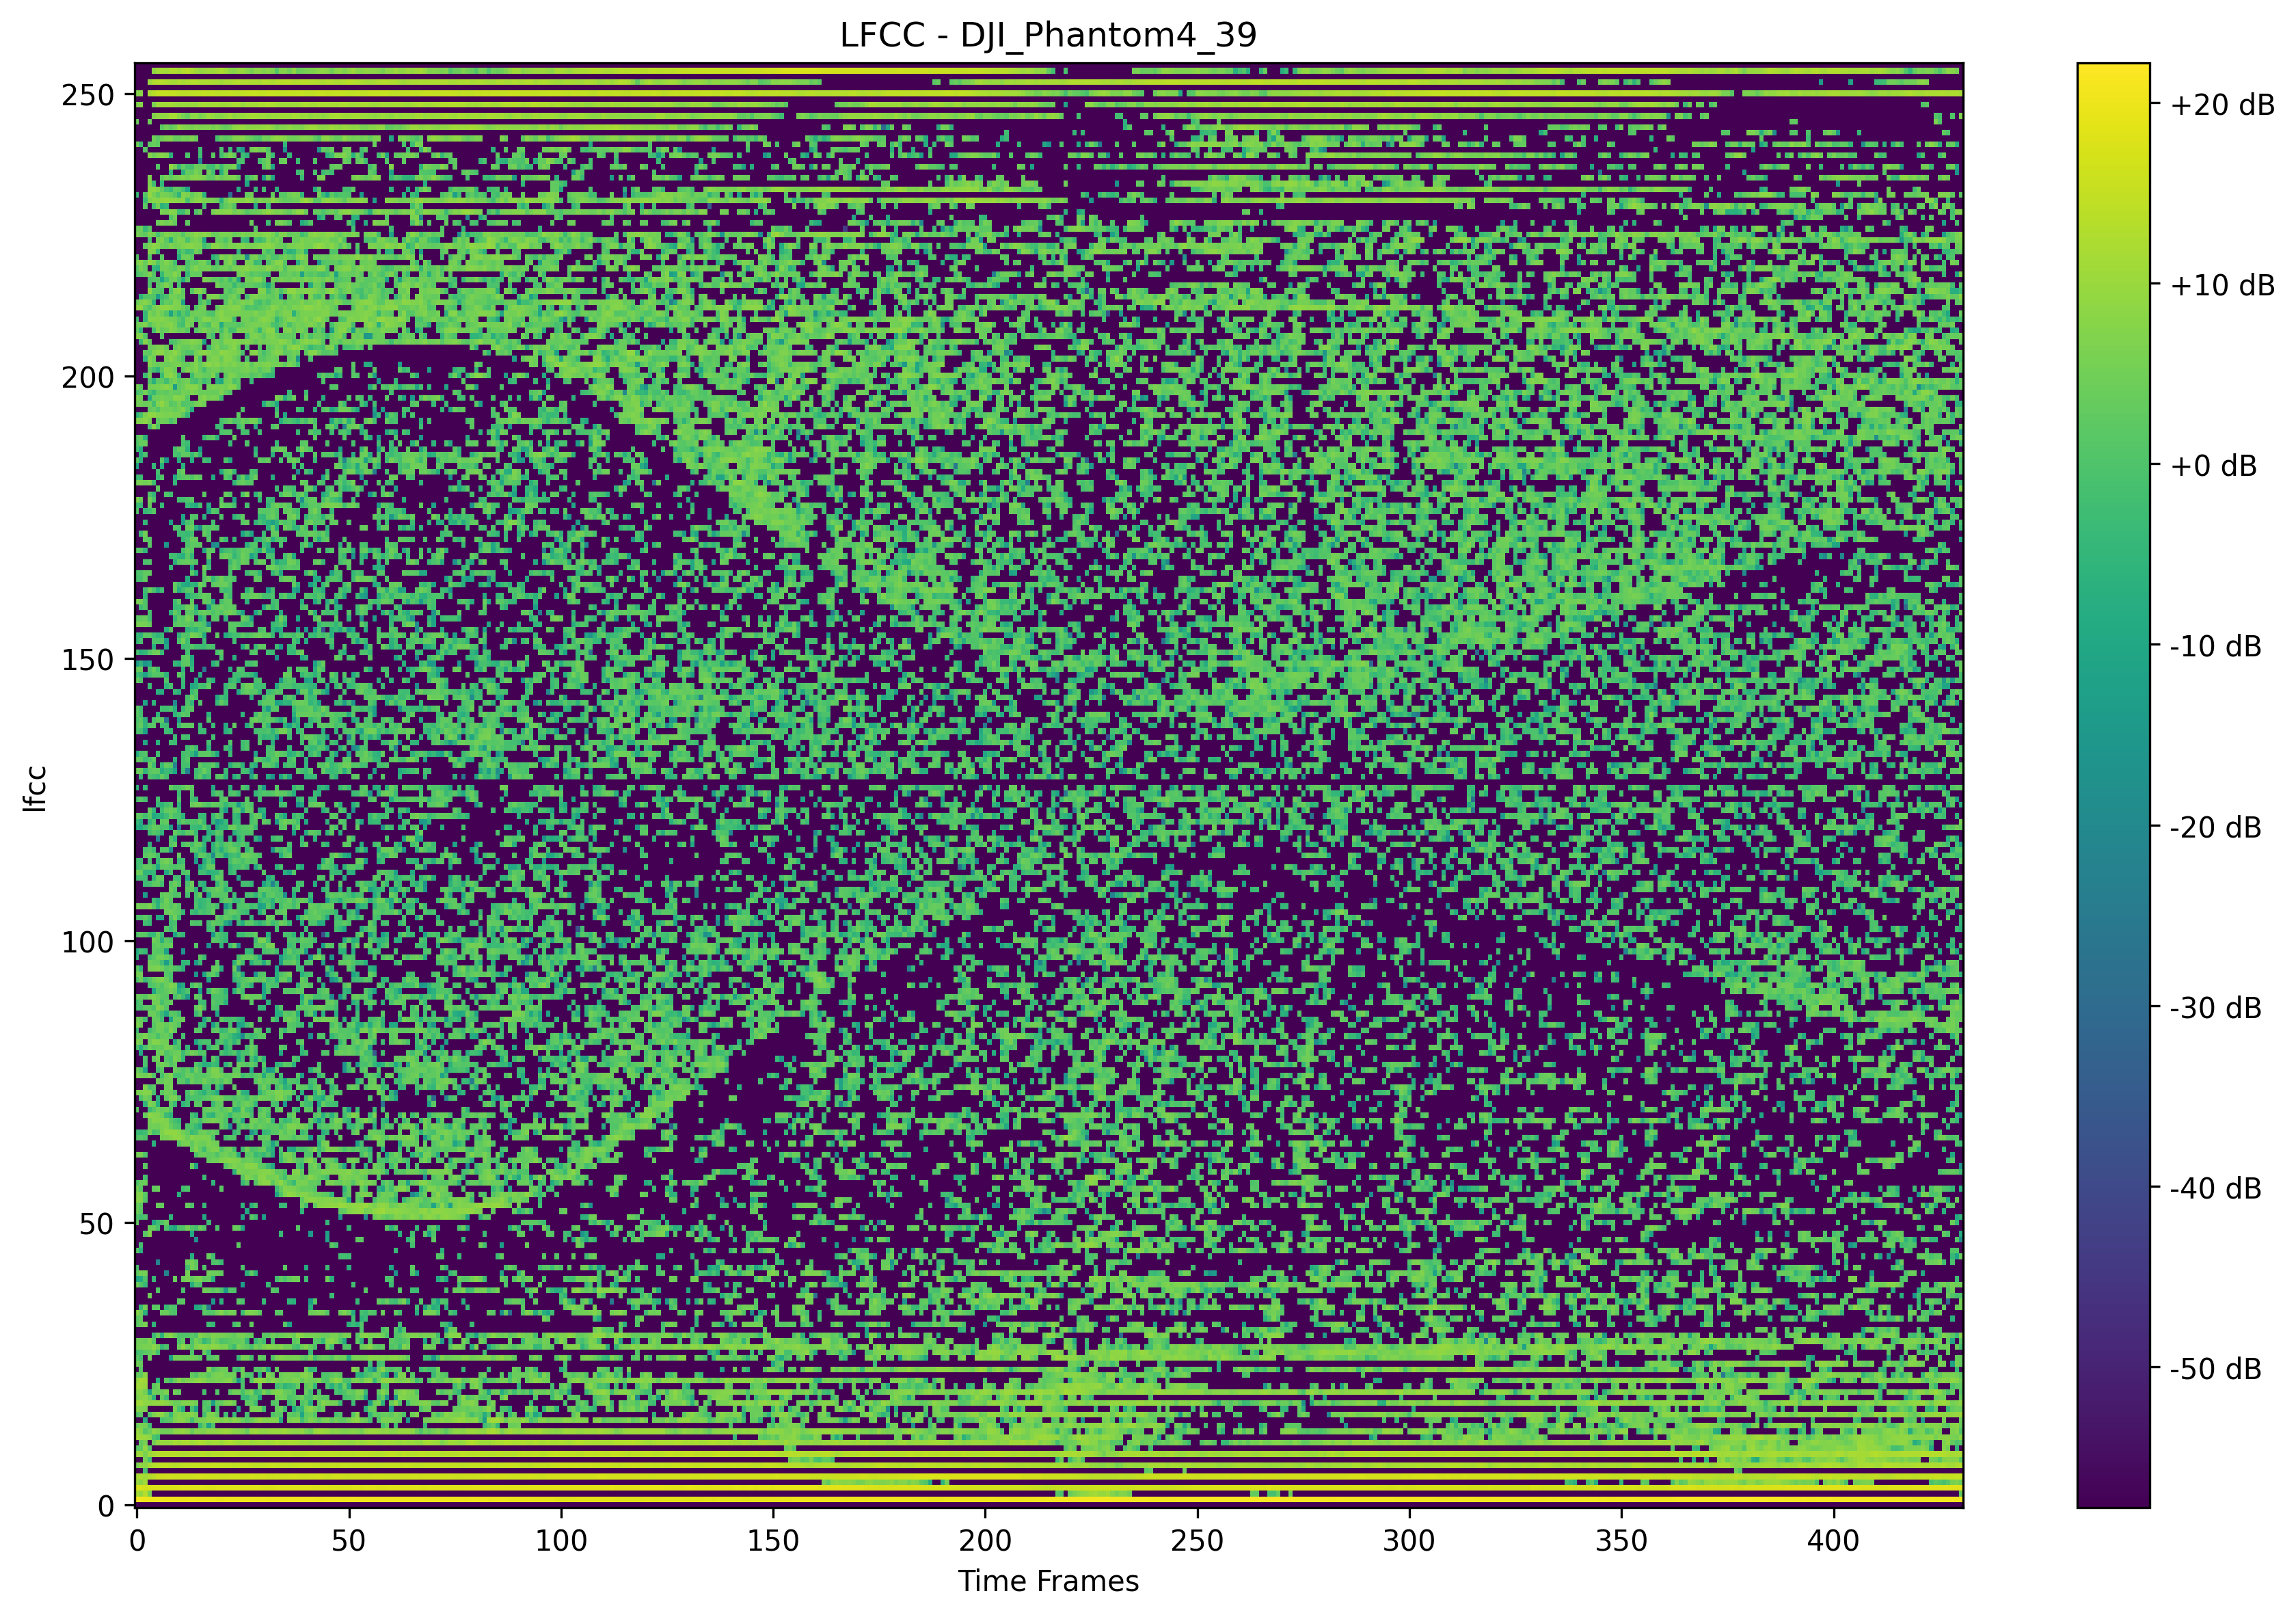 LFCC - DJI_Phantom4_39
250
200
150
100
50
0
lfcc
0 50 100 150 200 250 300 350 400
Time Frames
+20 dB
+10 dB
+0 dB
-10 dB
-20 dB
-30 dB
-40 dB
-50 dB